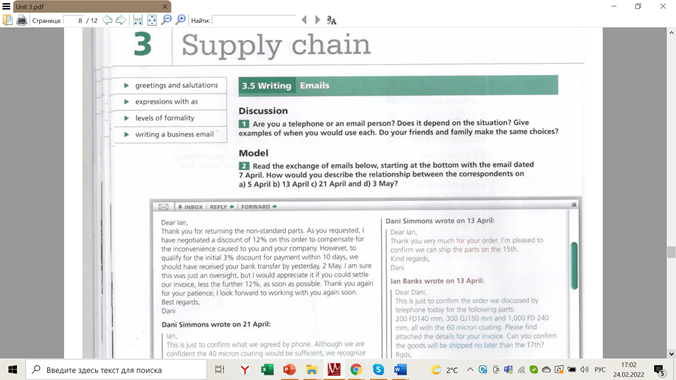 Unit 3.pdf
Страница: 8 / 12 Найти:
3 Supply chain
greetings and salutations
expressions with as
levels of formality
writing a business email
3.5 Writing Emails
Discussion
1 Are you a telephone or an email person? Does it depend on the situation? Give
examples of when you would use each. Do your friends and family make the same choices?
Model
2 Read the exchange of emails below, starting at the bottom with the email dated
7 April. How would you describe the relationship between the correspondents on
a) 5 April b) 13 April c) 21 April and d) 3 May?
INBOX | REPLY | FORWARD
Dear Ian,
Thank you for returning the non-standard parts. As you requested, I
have negotiated a discount of 12% on this order to compensate for
the inconvenience caused to you and your company. However, to
qualify for the initial 3% discount for payment within 10 days, we
should have received your bank transfer by yesterday, 2 May. I am sure
this was just an oversight, but I would appreciate it if you could settle
our invoice, less the further 12%, as soon as possible. Thank you again
for your patience; I look forward to working with you again soon.
Best regards,
Dani
Dani Simmons wrote on 21 April:
Ian,
This is just to confirm what we agreed by phone. Although we are
confident the 40 micron coating would be sufficient, we recognize
Dani Simmons wrote on 13 April:
Dear Ian,
Thank you very much for your order. I'm pleased to
confirm we can ship the parts on the 15th.
Kind regards,
Dani
Ian Banks wrote on 13 April:
Dear Dani,
This is just to confirm the order we discussed by
telephone today for the following parts:
200 FD140 mm, 300 GJ150 mm and 1,000 FD 240
mm, all with the 60 micron coating. Please find
attached the details for your invoice. Can you confirm
the goods will be shipped no later than the 17th?
Rgds,
Введите здесь текст для поиска
2°C
РУС
17:02
24.02.2022